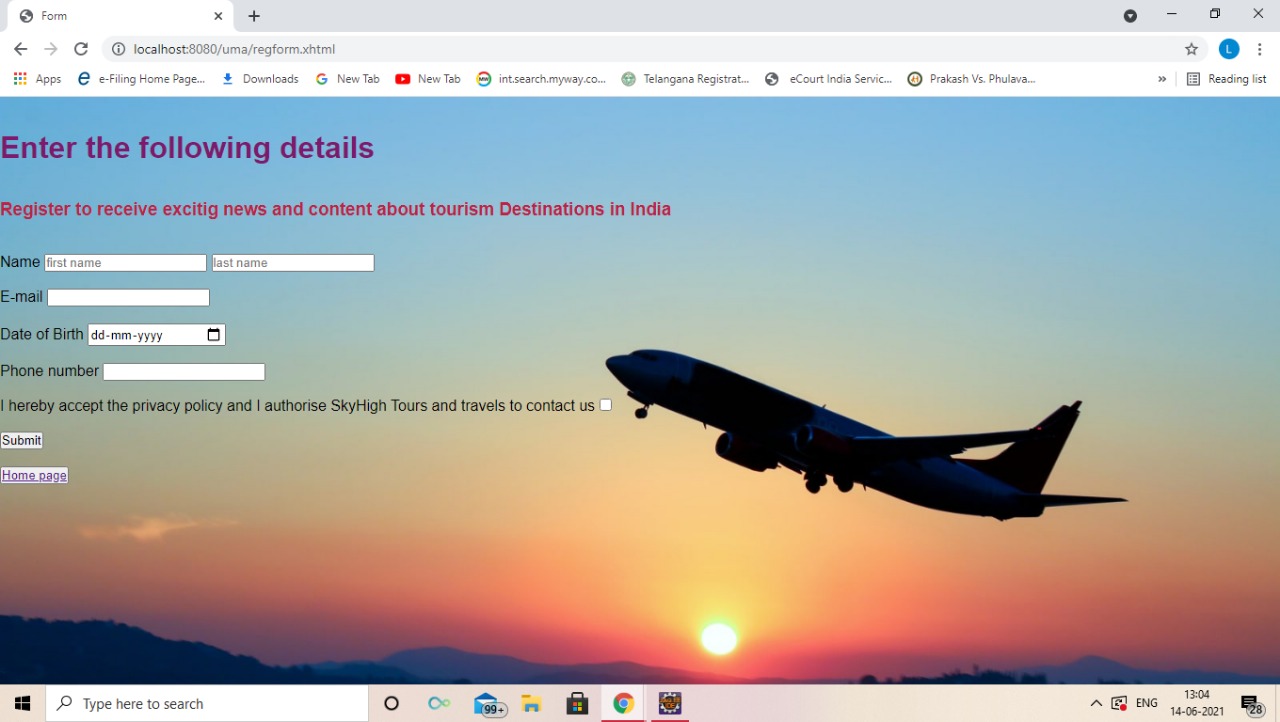 Form
localhost:8080/uma/regform.xhtml
Apps e-Filing Home Page... Downloads New Tab New Tab int.search.myway.co... Telangana Registrat... eCourt India Servic... Prakash Vs. Phulava... » Reading list
L
Enter the following details
Register to receive excitig news and content about tourism Destinations in India
Name first name last name
E-mail
Date of Birth dd-mm-yyyy
Phone number
I hereby accept the privacy policy and I authorise SkyHigh Tours and travels to contact us
Submit
Home page
Type here to search
99+
ENG
13:04
14-06-2021
28